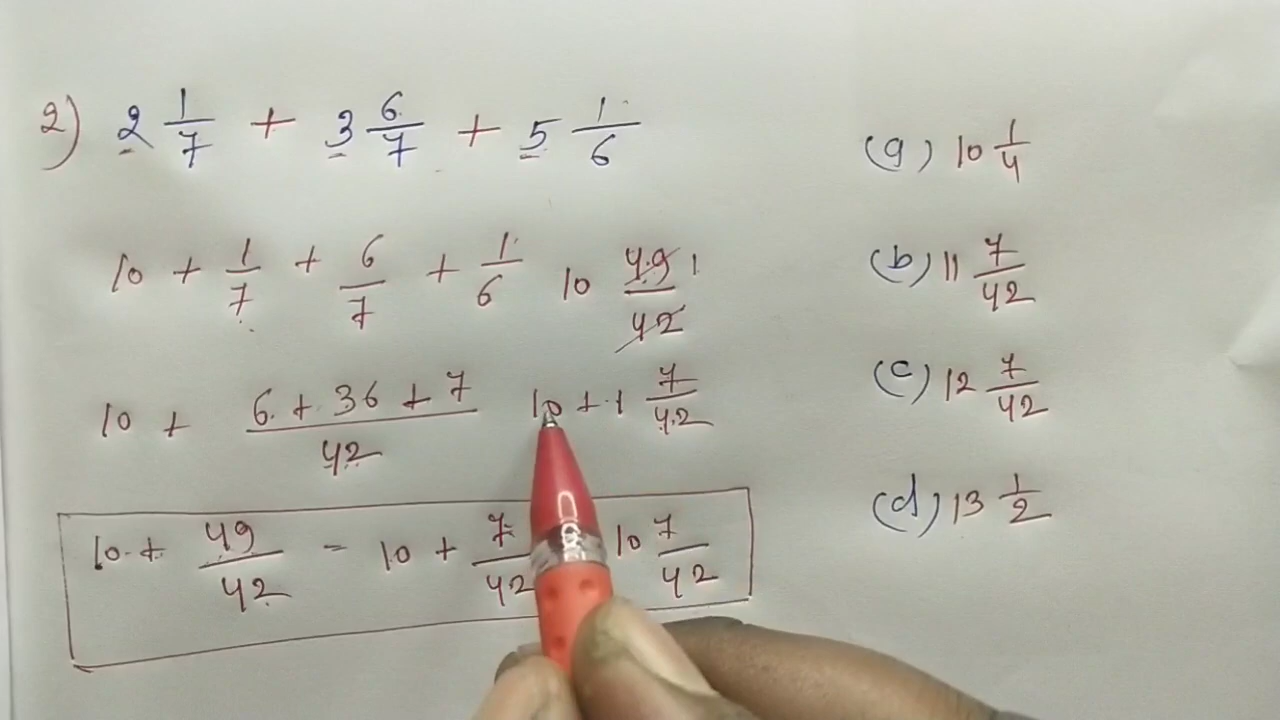 2) 2 1/7 + 3 6/7 + 5 1/6
10 + 1/7 + 6/7 + 1/6
10 49/42 1
10 + (6 + 36 + 7)/42
10 + 1 7/42
10 + 49/42 = 10 + 7/42 10 7/42
(a) 10 1/4
(b) 11 7/42
(c) 12 7/42
(d) 13 1/2